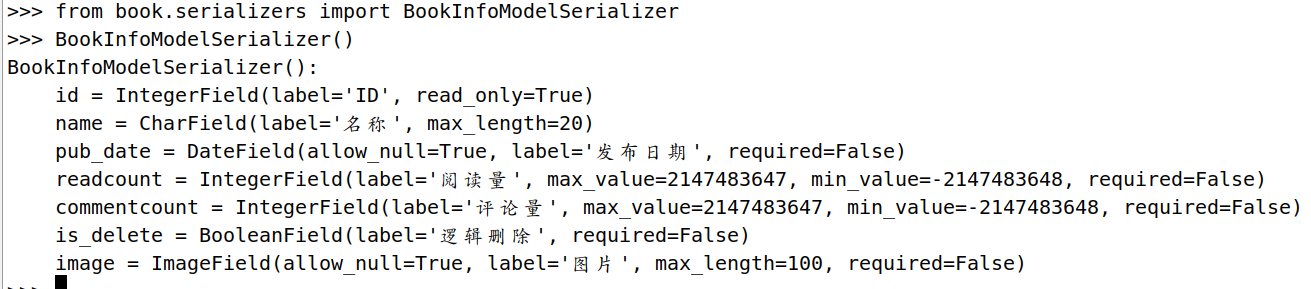 >>> from book.serializers import BookInfoModelSerializer
>>> BookInfoModelSerializer()
BookInfoModelSerializer():
    id = IntegerField(label='ID', read_only=True)
    name = CharField(label='名称', max_length=20)
    pub_date = DateField(allow_null=True, label='发布日期', required=False)
    readcount = IntegerField(label='阅读量', max_value=2147483647, min_value=-2147483648, required=False)
    commentcount = IntegerField(label='评论量', max_value=2147483647, min_value=-2147483648, required=False)
    is_delete = BooleanField(label='逻辑删除', required=False)
    image = ImageField(allow_null=True, label='图片', max_length=100, required=False)
>>>